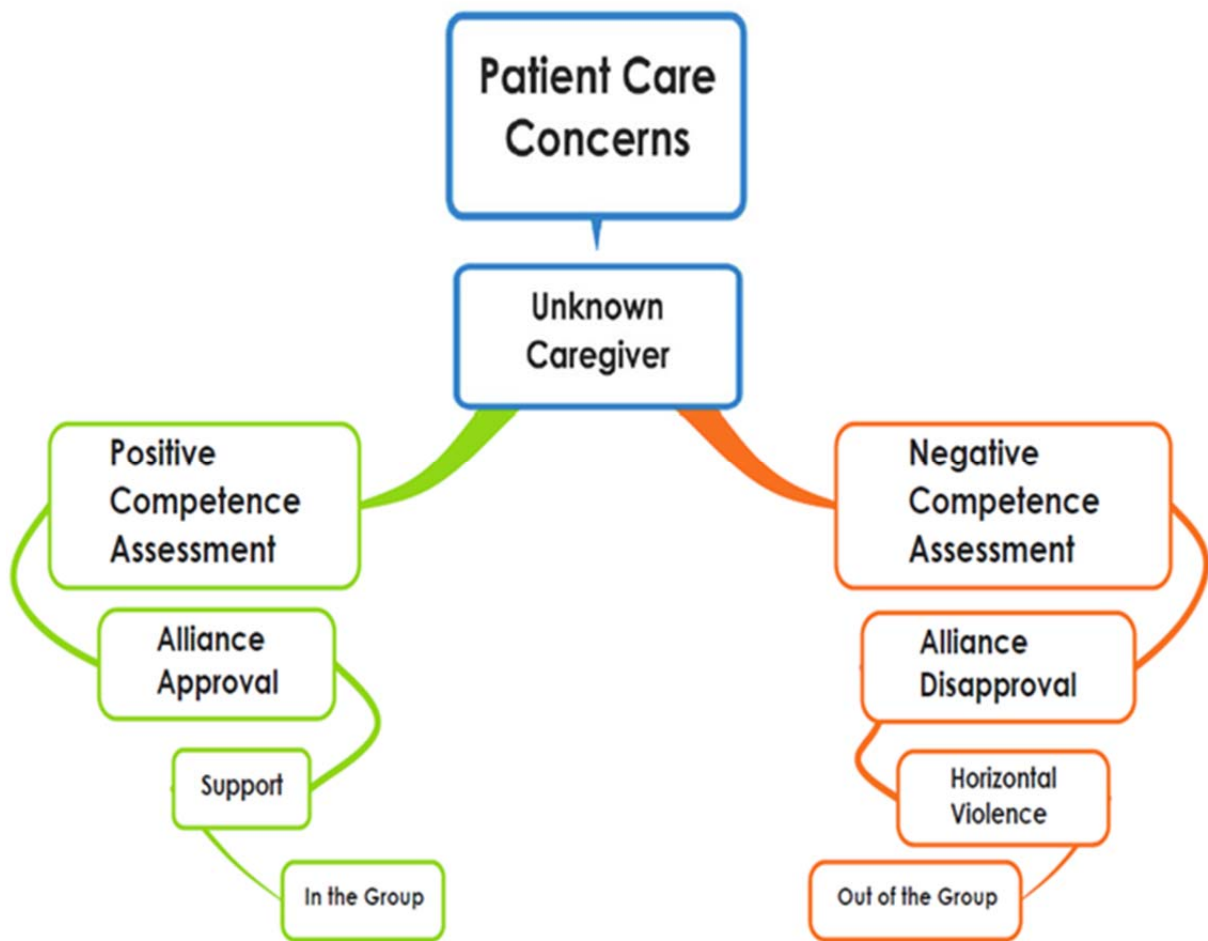 Patient Care
Concerns
Unknown
Caregiver
Positive
Competence
Assessment
Alliance
Approval
Support
In the Group
Negative
Competence
Assessment
Alliance
Disapproval
Horizontal
Violence
Out of the Group